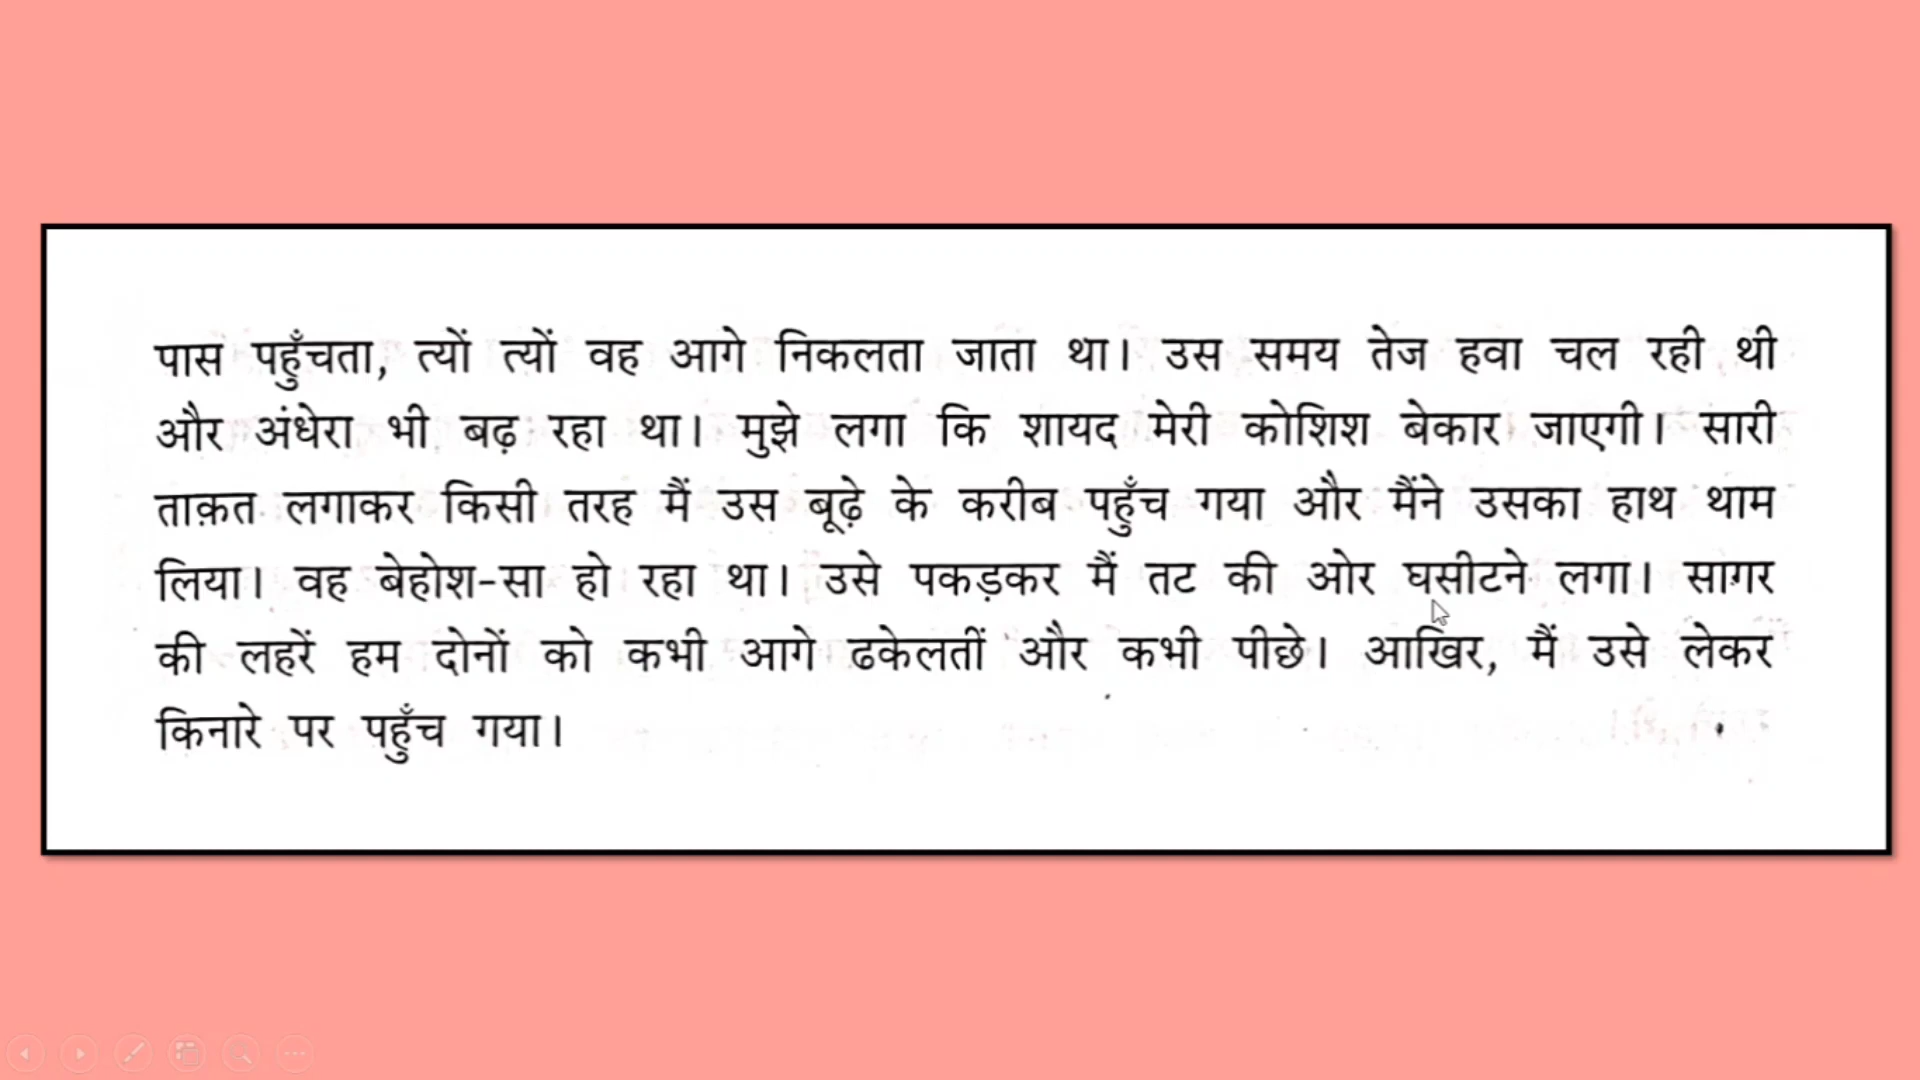 पास पहुँचता, त्यों त्यों वह आगे निकलता जाता था। उस समय तेज हवा चल रही थी
और अंधेरा भी बढ़ रहा था। मुझे लगा कि शायद मेरी कोशिश बेकार जाएगी। सारी
ताक़त लगाकर किसी तरह मैं उस बूढ़े के करीब पहुँच गया और मैंने उसका हाथ थाम
लिया। वह बेहोश-सा हो रहा था। उसे पकड़कर मैं तट की ओर घसीटने लगा। सागर
की लहरें हम दोनों को कभी आगे ढकेलतीं और कभी पीछे। आखिर, मैं उसे लेकर
किनारे पर पहुँच गया।